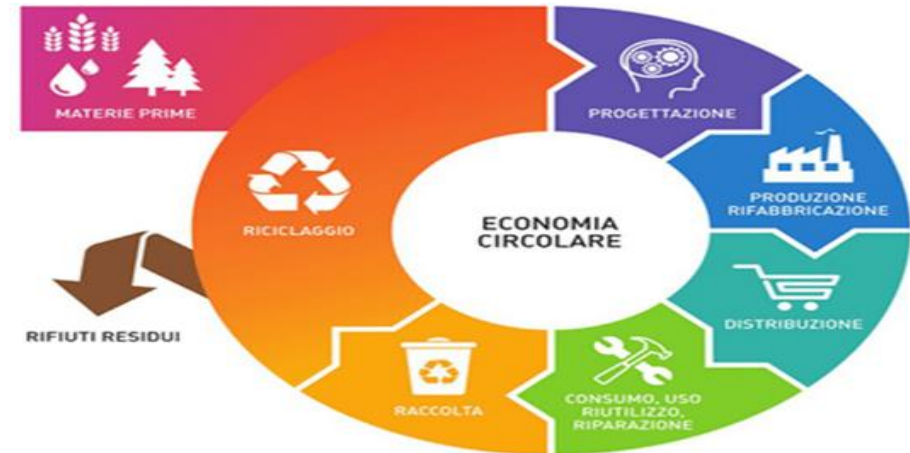 MATERIE PRIME
PROGETTAZIONE
PRODUZIONE
RIFABBRICAZIONE
DISTRIBUZIONE
CONSUMO, USO
RIUTILIZZO,
RIPARAZIONE
RACCOLTA
RICICLAGGIO
RIFIUTI RESIDUI
ECONOMIA
CIRCOLARE